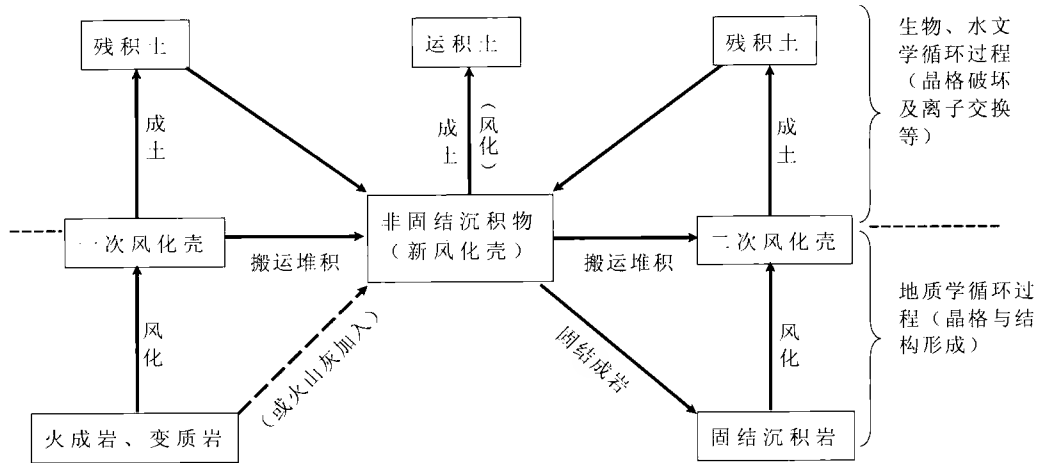 残积土
运积土
残积土
生物、水文
学循环过程
（晶格破坏
及离子交换
等）
成土
成土
（风化）
成土
一次风化壳
非固结沉积物
（新风化壳）
二次风化壳
搬运堆积
搬运堆积
地质学循环过
程（晶格与结
构形成）
风化
（或火山灰加入）
固结成岩
风化
火成岩、变质岩
固结沉积岩